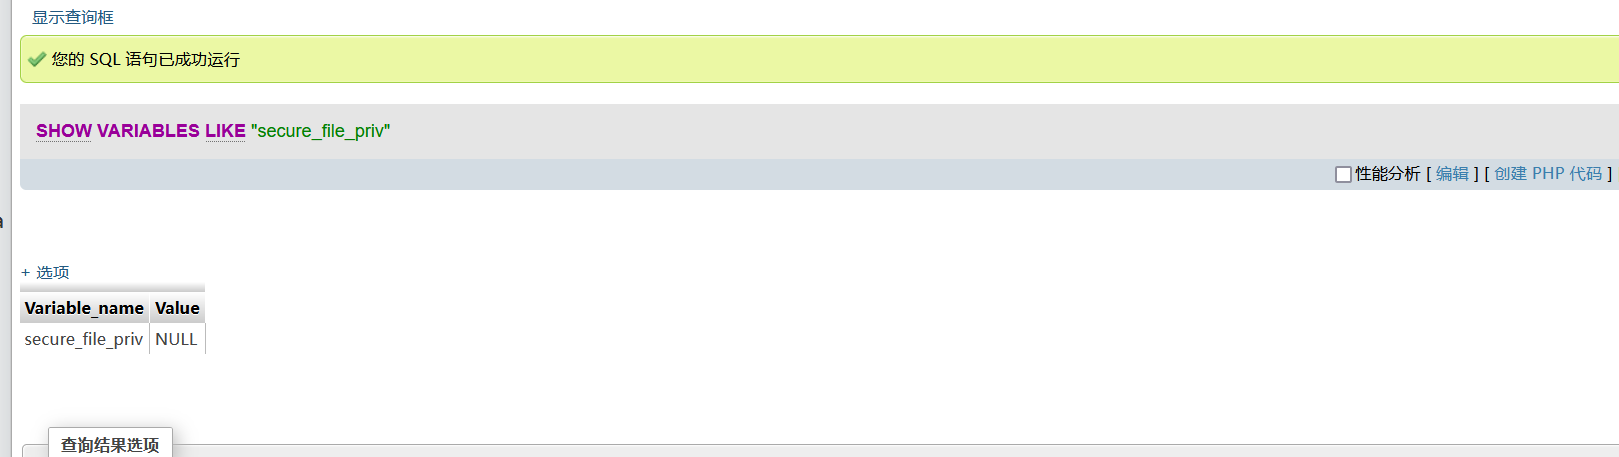 显示查询框
您的 SQL 语句已成功运行
SHOW VARIABLES LIKE "secure_file_priv"
性能分析 [ 编辑 ] [ 创建 PHP 代码 ]
a
+ 选项
Variable_name Value
secure_file_priv NULL
查询结果选项